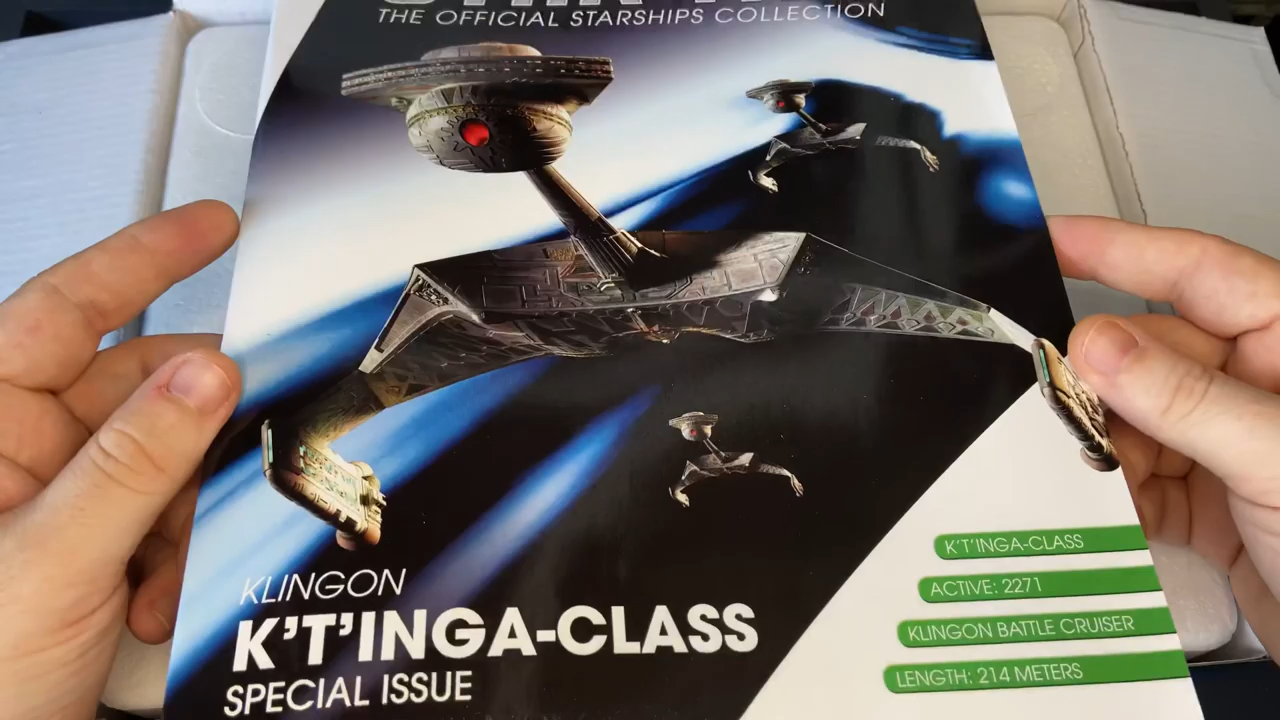 THE OFFICIAL STARSHIPS COLLECTION
KLINGON
K'T'INGA-CLASS
SPECIAL ISSUE
K'T'INGA-CLASS
ACTIVE: 2271
KLINGON BATTLE CRUISER
LENGTH: 214 METERS